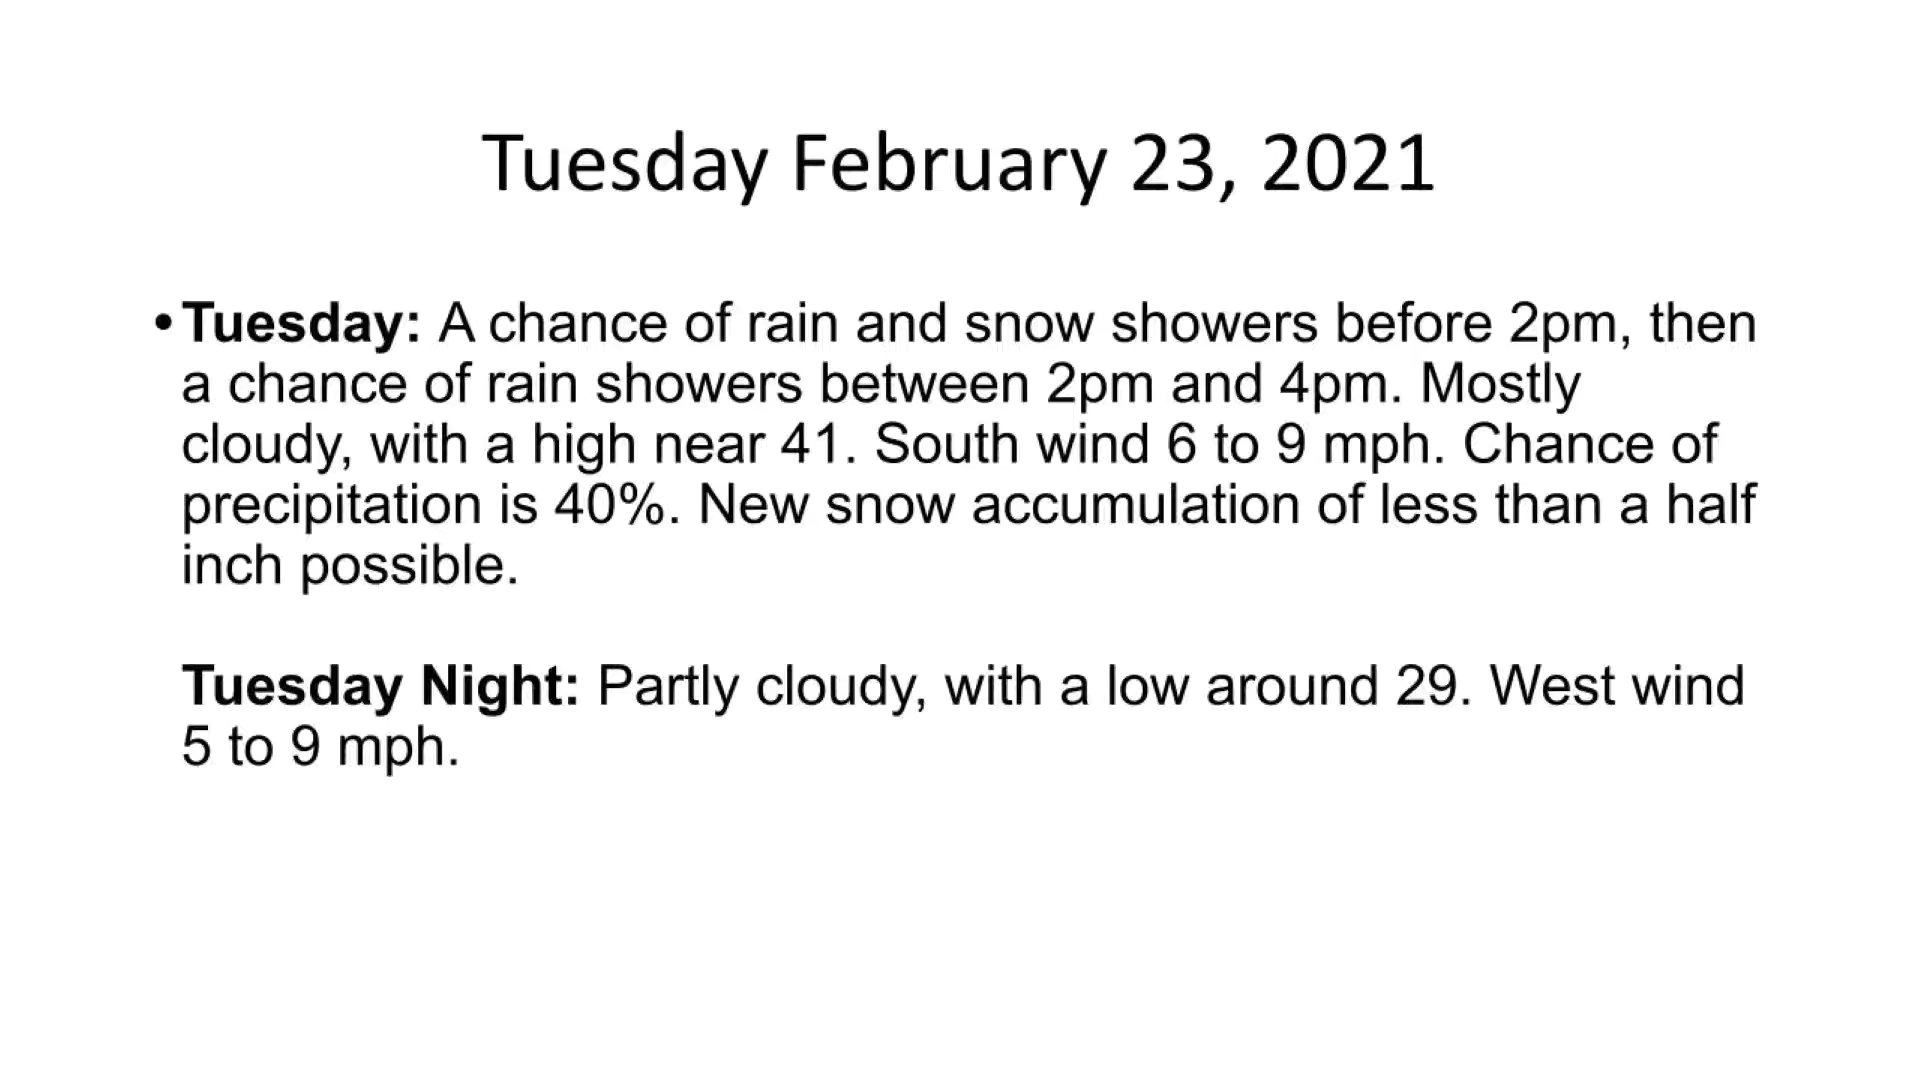 Tuesday February 23, 2021
• Tuesday: A chance of rain and snow showers before 2pm, then
a chance of rain showers between 2pm and 4pm. Mostly
cloudy, with a high near 41. South wind 6 to 9 mph. Chance of
precipitation is 40%. New snow accumulation of less than a half
inch possible.
Tuesday Night: Partly cloudy, with a low around 29. West wind
5 to 9 mph.